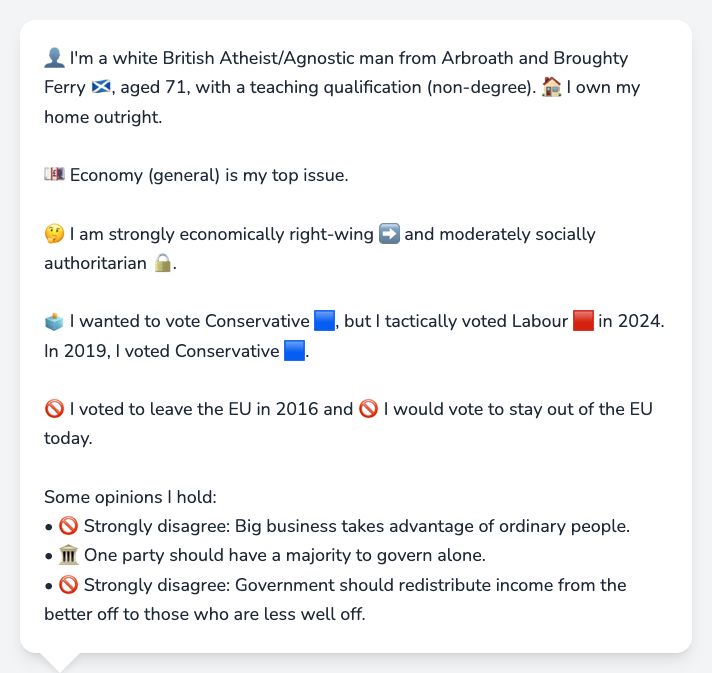 👤 I'm a white British Atheist/Agnostic man from Arbroath and Broughty
Ferry 🏴󠁧󠁢󠁳󠁣󠁴󠁿, aged 71, with a teaching qualification (non-degree). 🏠 I own my
home outright.
💷 Economy (general) is my top issue.
🤔 I am strongly economically right-wing ➡️ and moderately socially
authoritarian 🔒.
🗳️ I wanted to vote Conservative 🟦, but I tactically voted Labour 🟥 in 2024.
In 2019, I voted Conservative 🟦.
🚫 I voted to leave the EU in 2016 and 🚫 I would vote to stay out of the EU
today.
Some opinions I hold:
• 🚫 Strongly disagree: Big business takes advantage of ordinary people.
• 🏛️ One party should have a majority to govern alone.
• 🚫 Strongly disagree: Government should redistribute income from the
better off to those who are less well off.